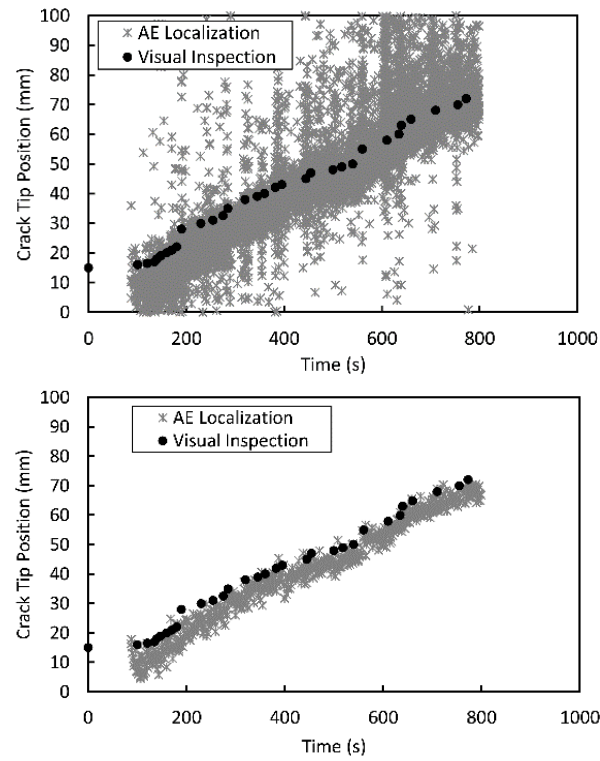 100
90
80
70
60
50
40
30
20
10
0
Crack Tip Position (mm)
AE Localization
Visual Inspection
0 200 400 600 800 1000
Time (s)
100
90
80
70
60
50
40
30
20
10
0
Crack Tip Position (mm)
AE Localization
Visual Inspection
0 200 400 600 800 1000
Time (s)